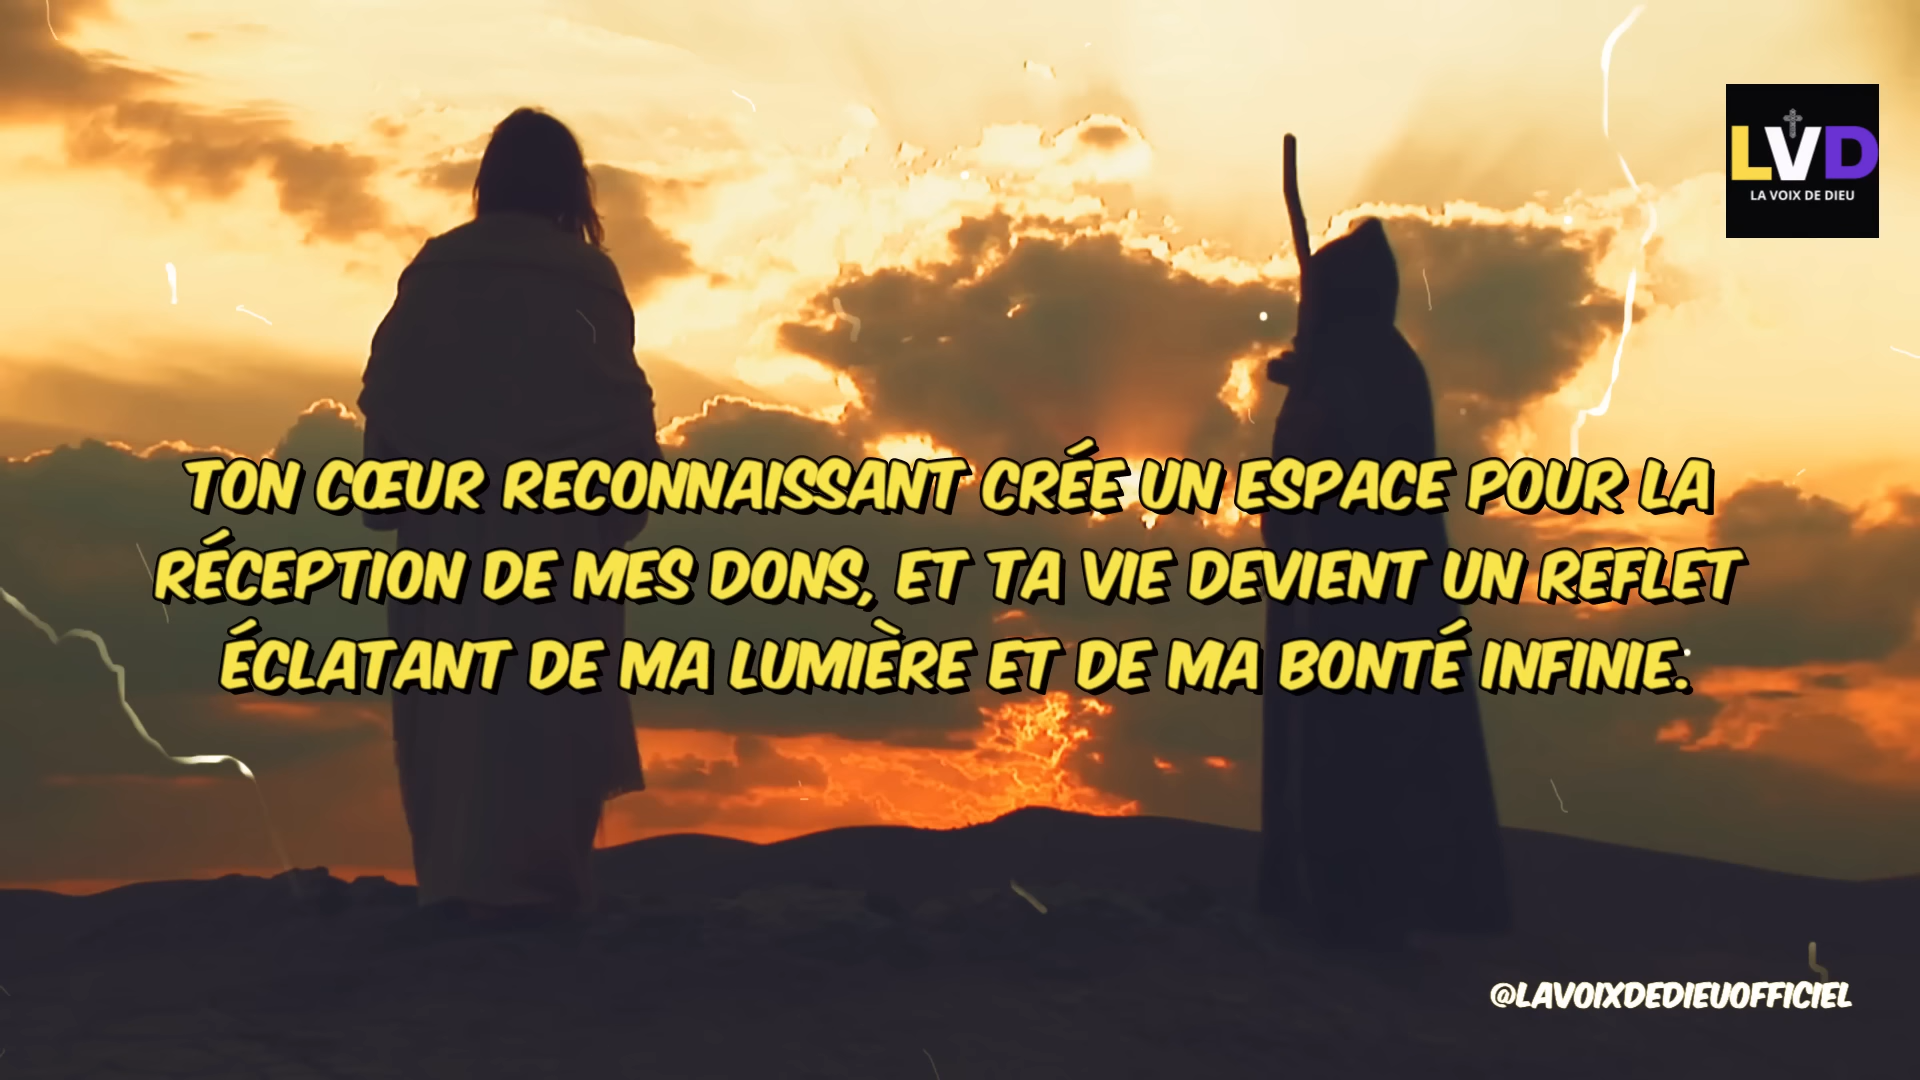 LVD
LA VOIX DE DIEU
TON CŒUR RECONNAISSANT CRÉE UN ESPACE POUR LA
RÉCEPTION DE MES DONS, ET TA VIE DEVIENT UN REFLET
ÉCLATANT DE MA LUMIÈRE ET DE MA BONTÉ INFINIE.
@LAVOIXDEDIEUOFFICIEL